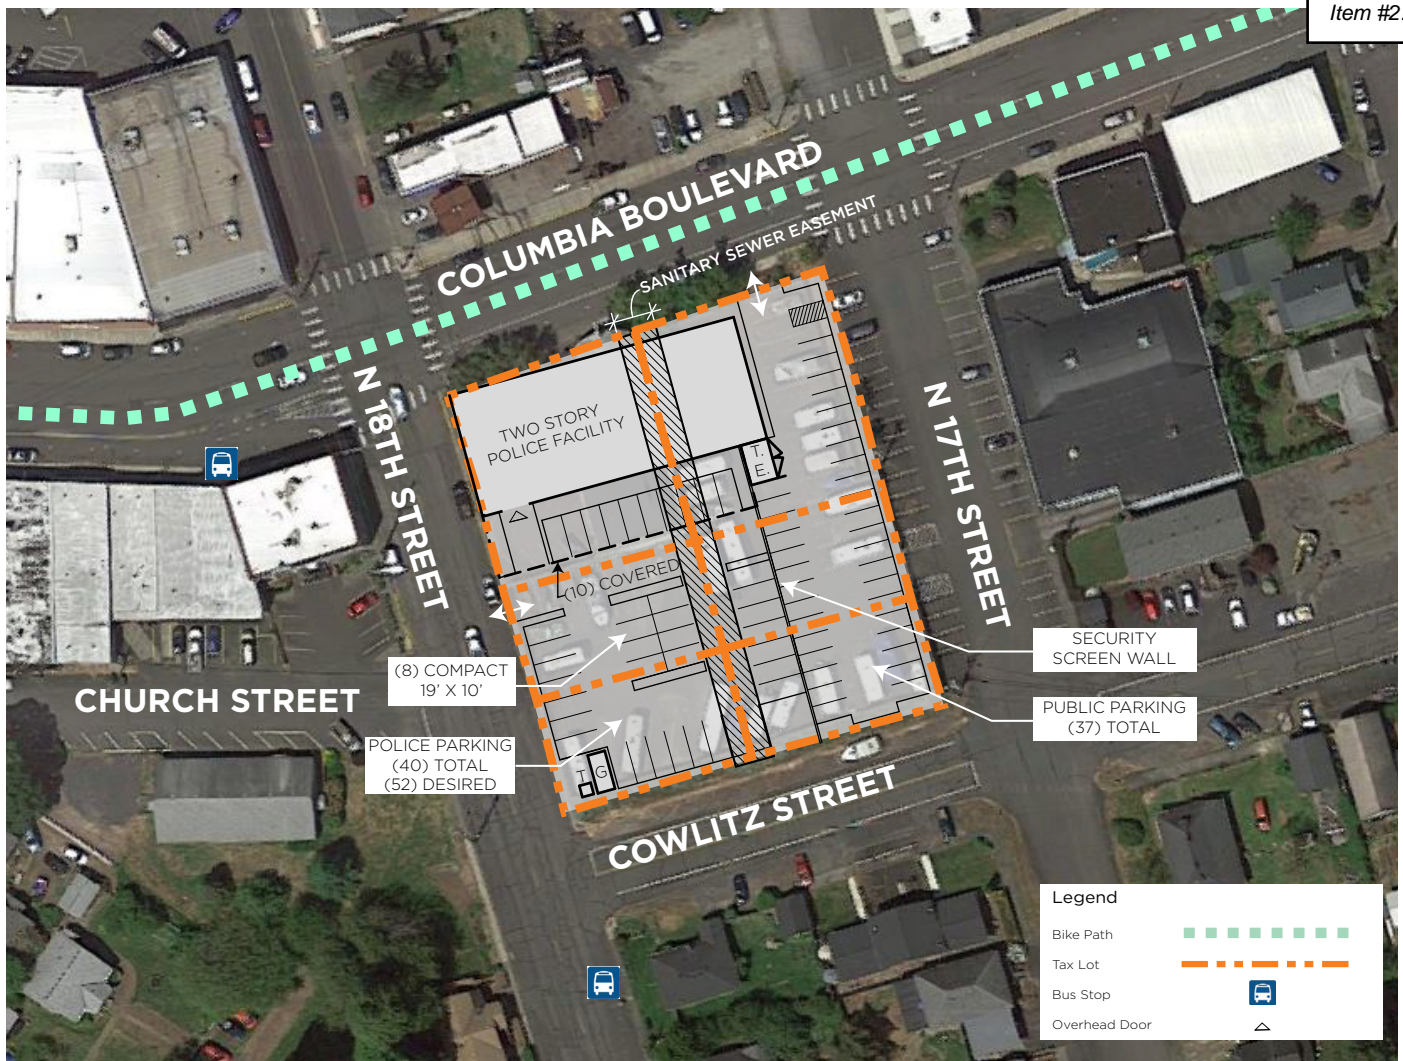 Item #2.
COLUMBIA BOULEVARD
SANITARY SEWER EASEMENT
N 18TH STREET
TWO STORY
POLICE FACILITY
T.
E.
N 17TH STREET
(10) COVERED
(8) COMPACT
19' X 10'
SECURITY
SCREEN WALL
CHURCH STREET
PUBLIC PARKING
(37) TOTAL
POLICE PARKING
(40) TOTAL
(52) DESIRED
T
G
COWLITZ STREET
Legend
Bike Path
Tax Lot
Bus Stop
Overhead Door